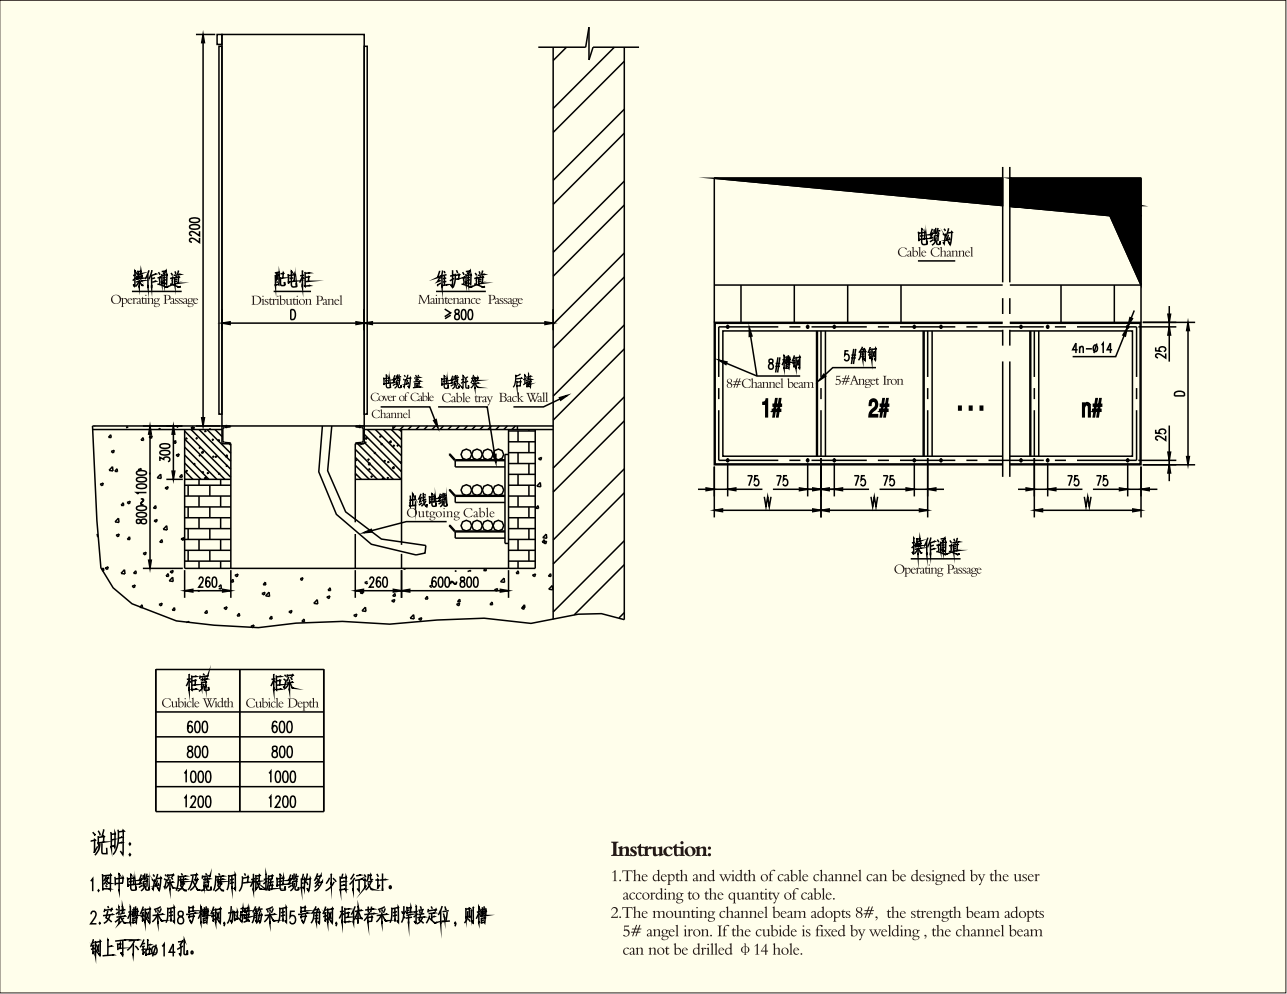 2200
操作通道
Operating Passage
配电柜
Distribution Panel
D
维护通道
Maintenance Passage
≥800
电缆沟盖
Cover of Cable
Channel
电缆托架
Cable tray
后墙
Back Wall
300
800~1000
出线电缆
Outgoing Cable
260
260
600~800
电缆沟
Cable Channel
8#槽钢
8#Channel beam
5#角钢
5#Anget Iron
4n-ø14
1#
2#
...
n#
25
D
25
75 75
75 75
75 75
W
W
W
操作通道
Operating Passage
柜宽 柜深
Cubicle Width Cubicle Depth
600 600
800 800
1000 1000
1200 1200
说明:
1.图中电缆沟深度及宽度用户根据电缆的多少自行设计。
2.安装槽钢采用8号槽钢,加强筋采用5号角钢,柜体若采用焊接定位，则槽
钢上可不钻ø14孔。
Instruction:
1.The depth and width of cable channel can be designed by the user
according to the quantity of cable.
2.The mounting channel beam adopts 8#, the strength beam adopts
5# angel iron. If the cubide is fixed by welding , the channel beam
can not be drilled φ14 hole.